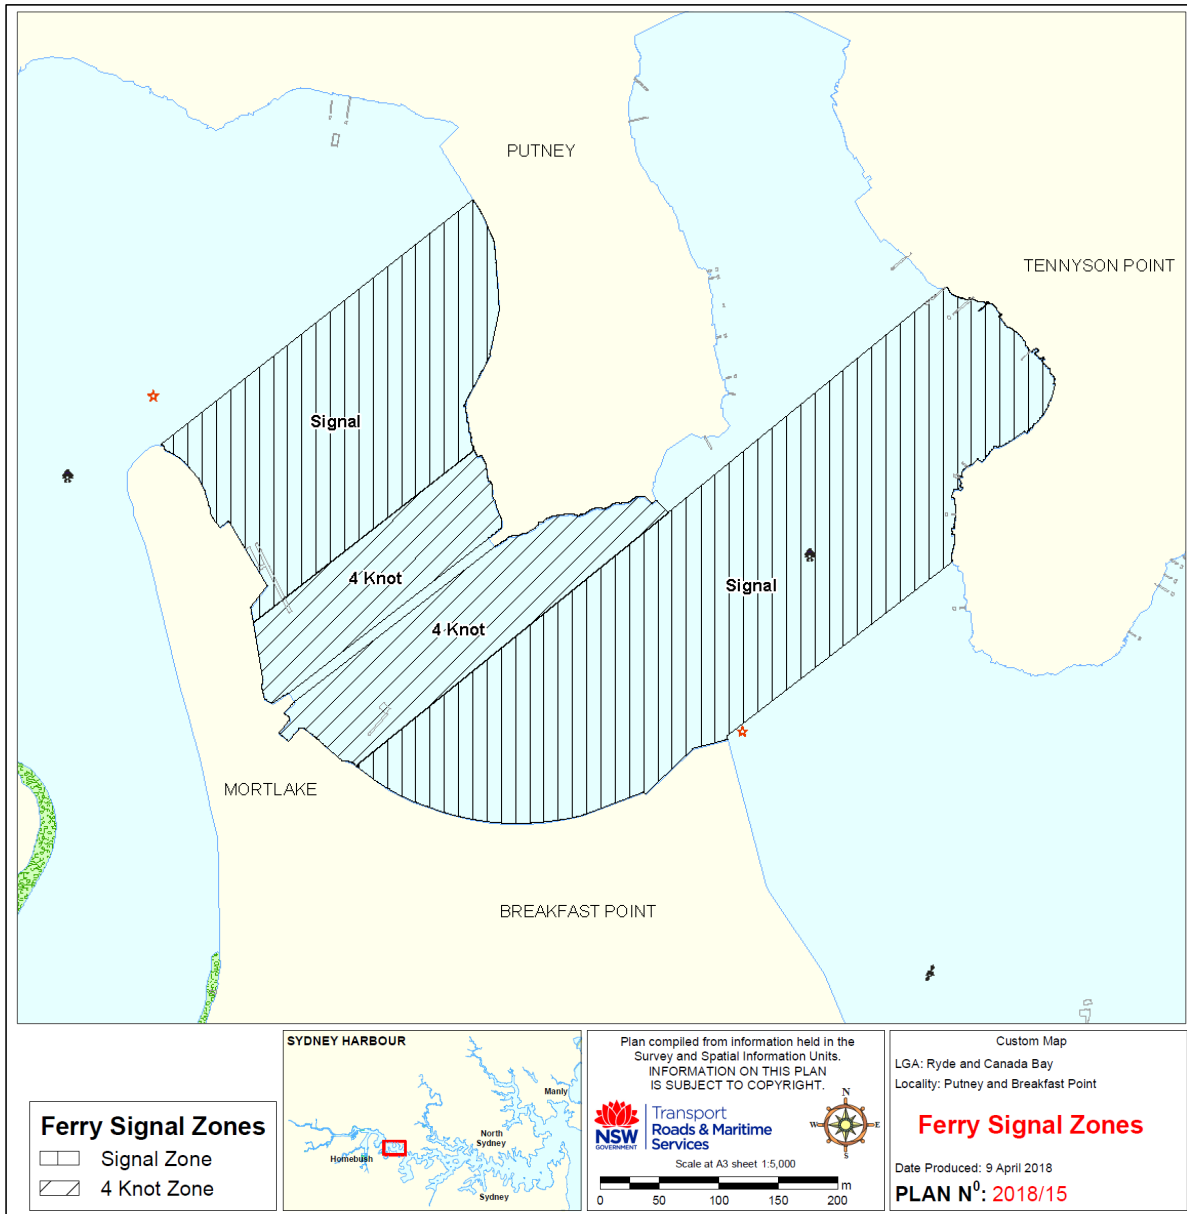 PUTNEY
TENNYSON POINT
Signal
4 Knot
Signal
4 Knot
MORTLAKE
BREAKFAST POINT
Ferry Signal Zones
Signal Zone
4 Knot Zone
SYDNEY HARBOUR
Manly
North
Sydney
Homebush
Sydney
Plan compiled from information held in the
Survey and Spatial Information Units.
INFORMATION ON THIS PLAN
IS SUBJECT TO COPYRIGHT.
NSW
GOVERNMENT
Transport
Roads & Maritime
Services
N
W
E
S
Scale at A3 sheet 1:5,000
m
0 50 100 150 200
Custom Map
LGA: Ryde and Canada Bay
Locality: Putney and Breakfast Point
Ferry Signal Zones
Date Produced: 9 April 2018
PLAN N⁰: 2018/15